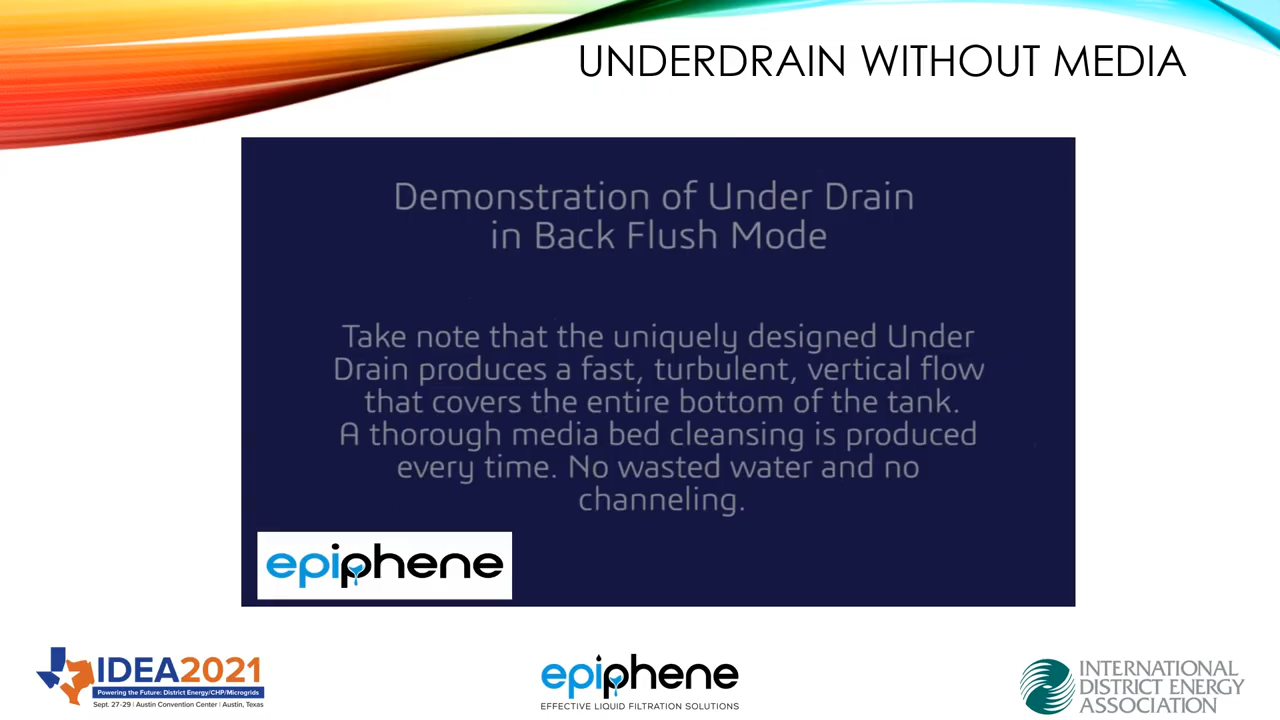 UNDERDRAIN WITHOUT MEDIA
Demonstration of Under Drain
in Back Flush Mode
Take note that the uniquely designed Under
Drain produces a fast, turbulent, vertical flow
that covers the entire bottom of the tank.
A thorough media bed cleansing is produced
every time. No wasted water and no
channeling.
epiphene
IDEA2021
Powering the Future: District Energy/CHP/Microgrids
Sept. 27-29 | Austin Convention Center | Austin, Texas
epiphene
EFFECTIVE LIQUID FILTRATION SOLUTIONS
INTERNATIONAL
DISTRICT ENERGY
ASSOCIATION